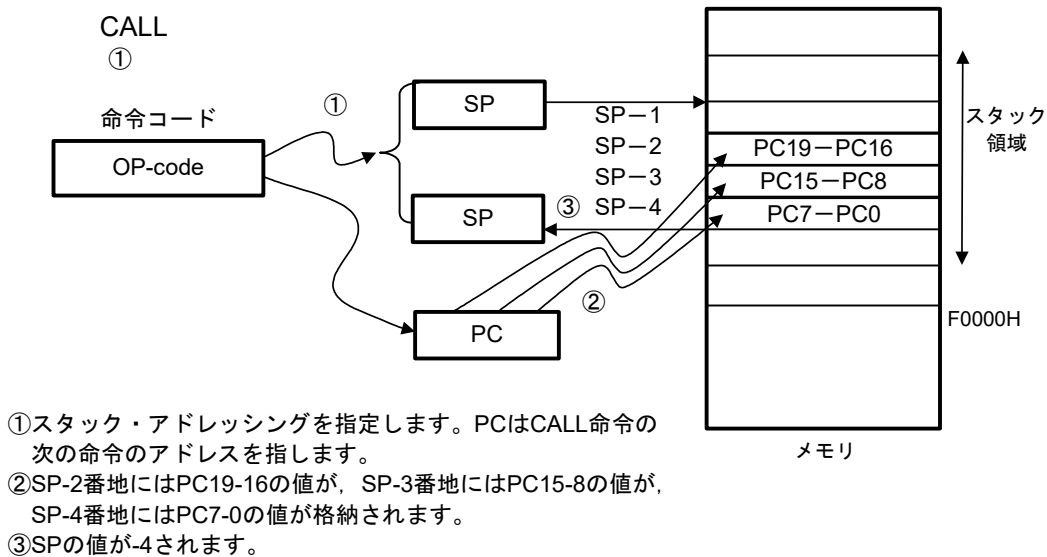 CALL
①
命令コード
OP-code
①
SP
SP
③
SP－1
SP－2
SP－3
SP－4
②
PC
PC19－PC16
PC15－PC8
PC7－PC0
スタック
領域
F0000H
メモリ
①スタック・アドレッシングを指定します。PCはCALL命令の
次の命令のアドレスを指します。
②SP-2番地にはPC19-16の値が，SP-3番地にはPC15-8の値が，
SP-4番地にはPC7-0の値が格納されます。
③SPの値が-4されます。